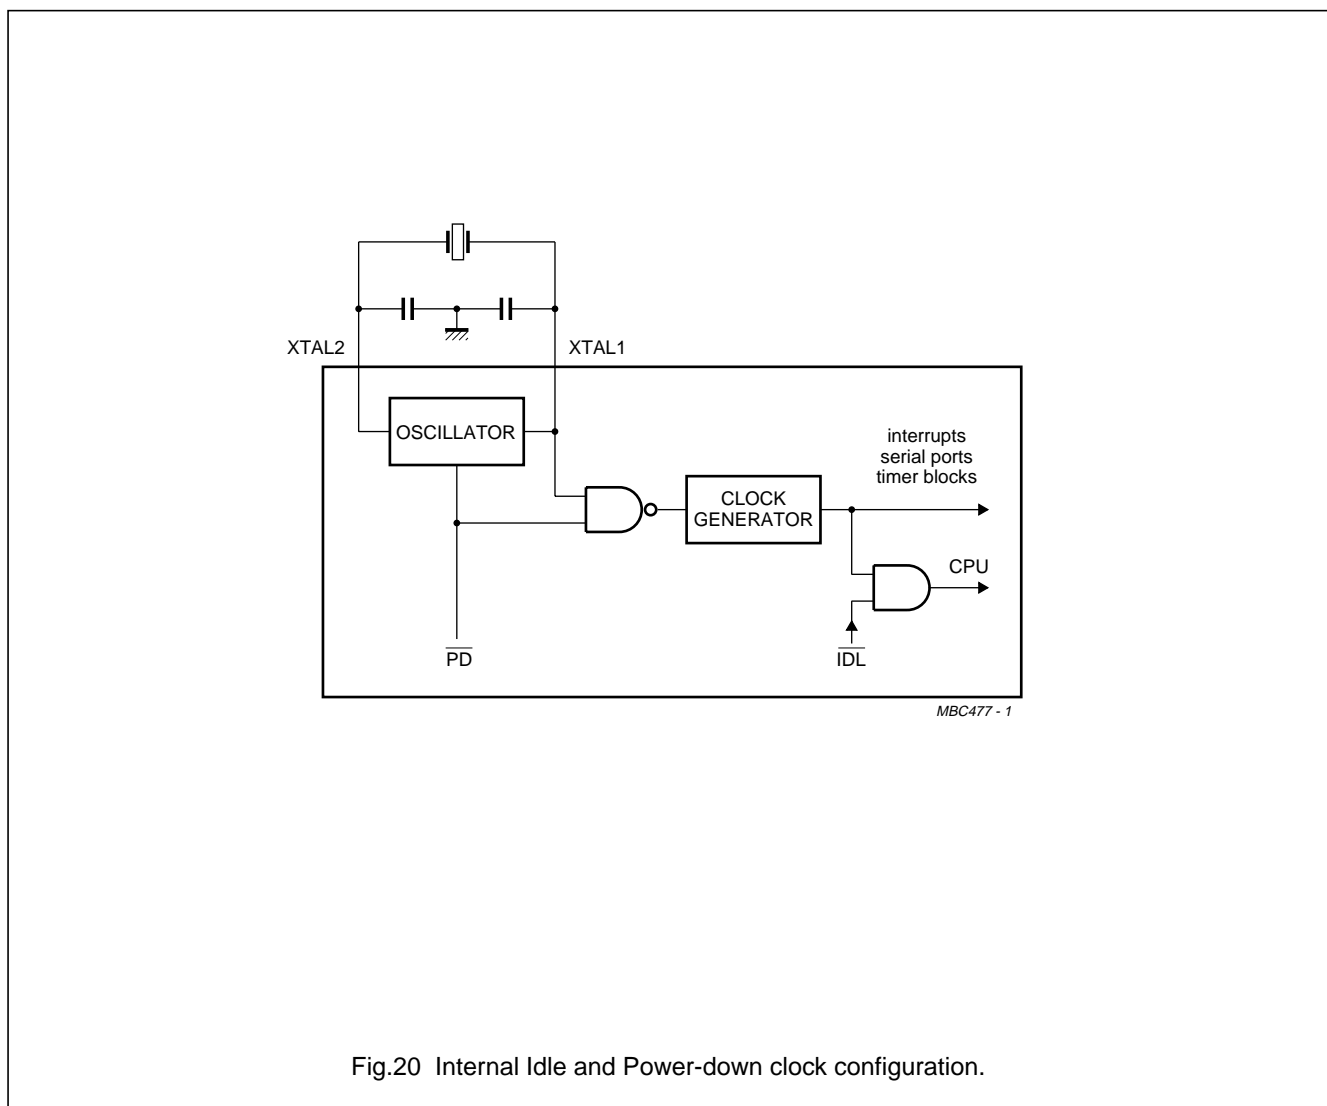 XTAL2
XTAL1
OSCILLATOR
interrupts
serial ports
timer blocks
CLOCK
GENERATOR
CPU
PD
IDL
MBC477 - 1
Fig.20 Internal Idle and Power-down clock configuration.